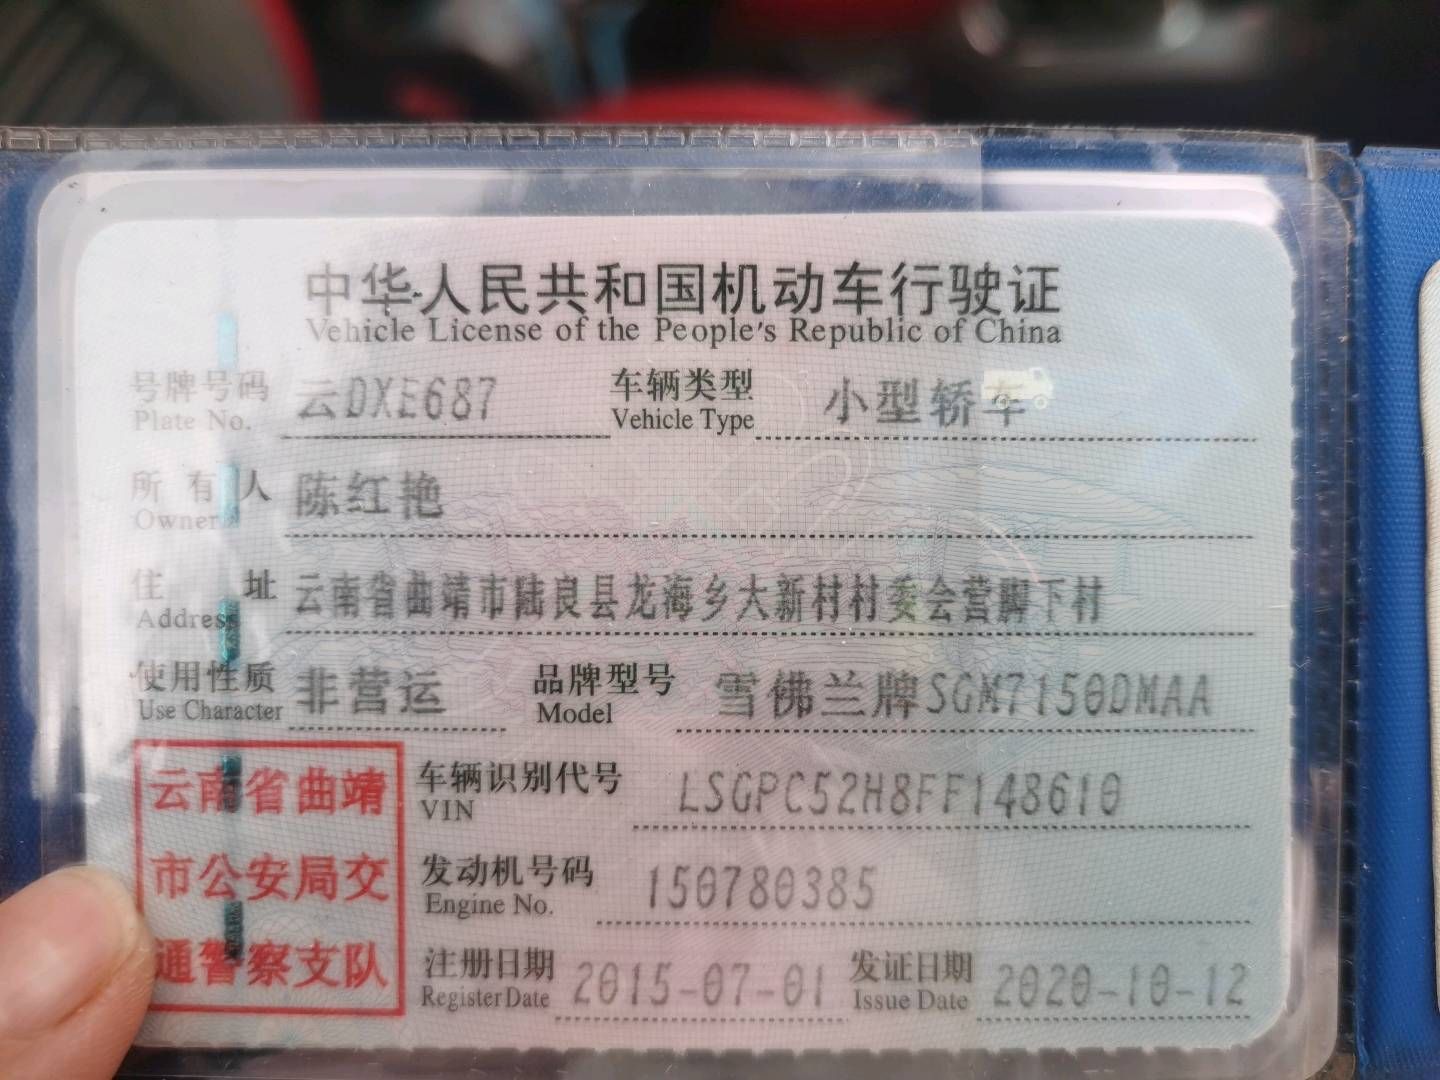 中华人民共和国机动车行驶证
Vehicle License of the People's Republic of China
号牌号码 云DXE687 车辆类型 小型轿车
Plate No. Vehicle Type
所有人 陈红艳
Owner
住址 云南省曲靖市陆良县龙海乡大新村村委会营脚下村
Address
使用性质 非营运 品牌型号 雪佛兰牌SGM7150DMAA
Use Character Model
云南省曲靖
市公安局交
通警察支队
车辆识别代号 LSGPC52H8FF148610
VIN
发动机号码 150780385
Engine No.
注册日期 2015-07-01 发证日期 2020-10-12
Register Date Issue Date